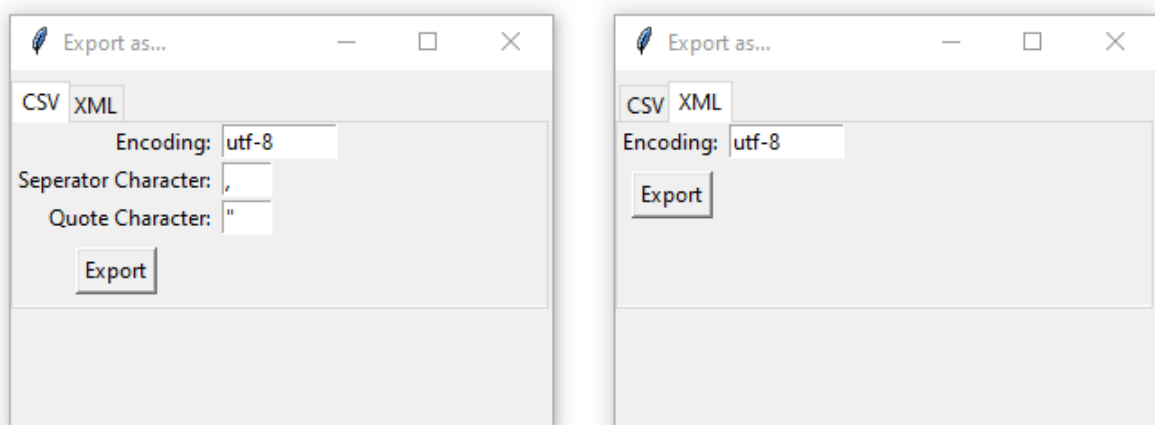 Export as...
CSV XML
Encoding: utf-8
Seperator Character: ,
Quote Character: "
Export
Export as...
CSV XML
Encoding: utf-8
Export